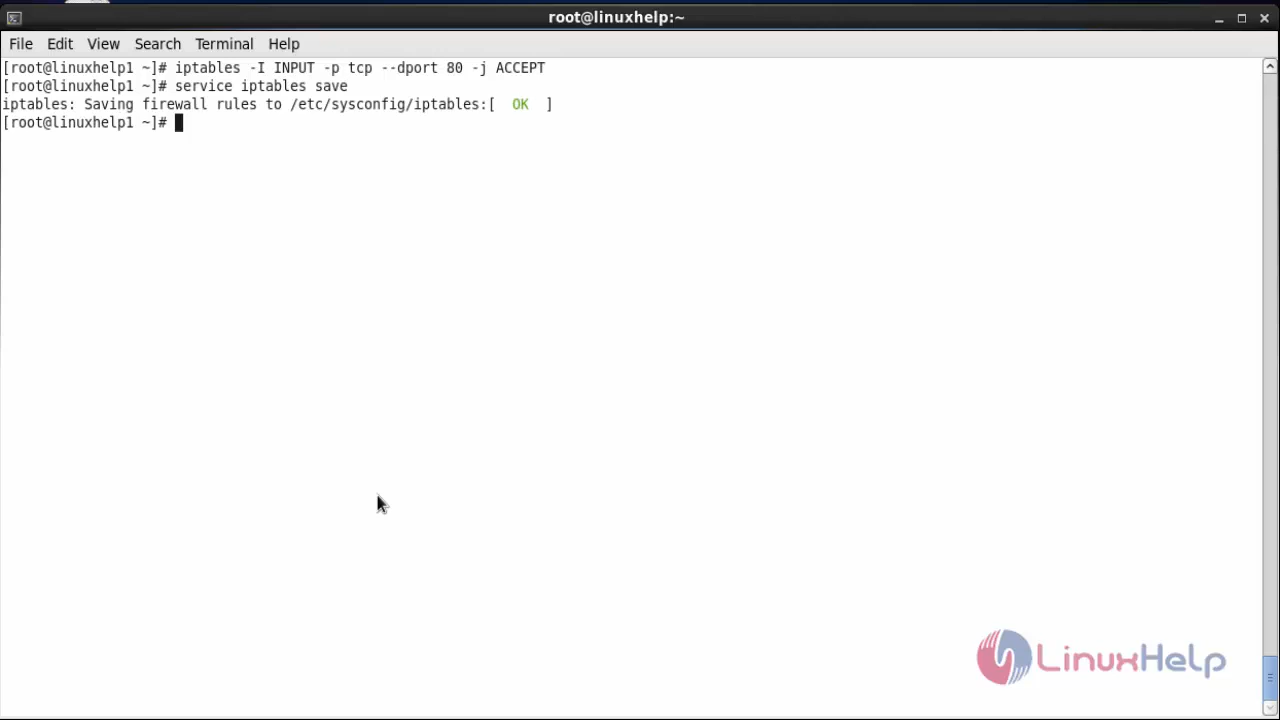 root@linuxhelp:~
File Edit View Search Terminal Help
[root@linuxhelp1 ~]# iptables -I INPUT -p tcp --dport 80 -j ACCEPT
[root@linuxhelp1 ~]# service iptables save
iptables: Saving firewall rules to /etc/sysconfig/iptables:[  OK  ]
[root@linuxhelp1 ~]#
LinuxHelp